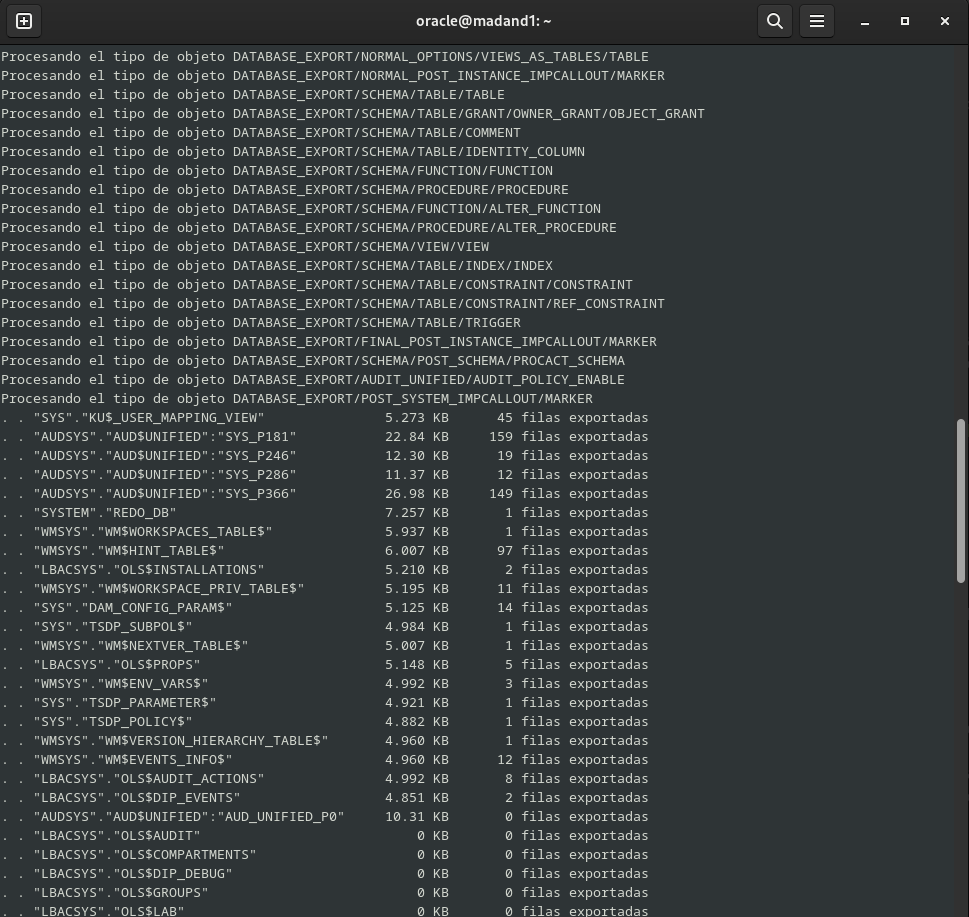 oracle@madand1: ~
Procesando el tipo de objeto DATABASE_EXPORT/NORMAL_OPTIONS/VIEWS_AS_TABLES/TABLE
Procesando el tipo de objeto DATABASE_EXPORT/NORMAL_POST_INSTANCE_IMPCALLOUT/MARKER
Procesando el tipo de objeto DATABASE_EXPORT/SCHEMA/TABLE/TABLE
Procesando el tipo de objeto DATABASE_EXPORT/SCHEMA/TABLE/GRANT/OWNER_GRANT/OBJECT_GRANT
Procesando el tipo de objeto DATABASE_EXPORT/SCHEMA/TABLE/COMMENT
Procesando el tipo de objeto DATABASE_EXPORT/SCHEMA/TABLE/IDENTITY_COLUMN
Procesando el tipo de objeto DATABASE_EXPORT/SCHEMA/FUNCTION/FUNCTION
Procesando el tipo de objeto DATABASE_EXPORT/SCHEMA/PROCEDURE/PROCEDURE
Procesando el tipo de objeto DATABASE_EXPORT/SCHEMA/FUNCTION/ALTER_FUNCTION
Procesando el tipo de objeto DATABASE_EXPORT/SCHEMA/PROCEDURE/ALTER_PROCEDURE
Procesando el tipo de objeto DATABASE_EXPORT/SCHEMA/VIEW/VIEW
Procesando el tipo de objeto DATABASE_EXPORT/SCHEMA/TABLE/INDEX/INDEX
Procesando el tipo de objeto DATABASE_EXPORT/SCHEMA/TABLE/CONSTRAINT/CONSTRAINT
Procesando el tipo de objeto DATABASE_EXPORT/SCHEMA/TABLE/CONSTRAINT/REF_CONSTRAINT
Procesando el tipo de objeto DATABASE_EXPORT/SCHEMA/TABLE/TRIGGER
Procesando el tipo de objeto DATABASE_EXPORT/FINAL_POST_INSTANCE_IMPCALLOUT/MARKER
Procesando el tipo de objeto DATABASE_EXPORT/SCHEMA/POST_SCHEMA/PROCACT_SCHEMA
Procesando el tipo de objeto DATABASE_EXPORT/AUDIT_UNIFIED/AUDIT_POLICY_ENABLE
Procesando el tipo de objeto DATABASE_EXPORT/POST_SYSTEM_IMPCALLOUT/MARKER
. . "SYS"."KU$_USER_MAPPING_VIEW" 5.273 KB 45 filas exportadas
. . "AUDSYS"."AUD$UNIFIED":"SYS_P181" 22.84 KB 159 filas exportadas
. . "AUDSYS"."AUD$UNIFIED":"SYS_P246" 12.30 KB 19 filas exportadas
. . "AUDSYS"."AUD$UNIFIED":"SYS_P286" 11.37 KB 12 filas exportadas
. . "AUDSYS"."AUD$UNIFIED":"SYS_P366" 26.98 KB 149 filas exportadas
. . "SYSTEM"."REDO_DB" 7.257 KB 1 filas exportadas
. . "WMSYS"."WM$WORKSPACES_TABLE$" 5.937 KB 1 filas exportadas
. . "WMSYS"."WM$HINT_TABLE$" 6.007 KB 97 filas exportadas
. . "LBACSYS"."OLS$INSTALLATIONS" 5.210 KB 2 filas exportadas
. . "WMSYS"."WM$WORKSPACE_PRIV_TABLE$" 5.195 KB 11 filas exportadas
. . "SYS"."DAM_CONFIG_PARAM$" 5.125 KB 14 filas exportadas
. . "SYS"."TSDP_SUBPOL$" 4.984 KB 1 filas exportadas
. . "WMSYS"."WM$NEXTVER_TABLE$" 5.007 KB 1 filas exportadas
. . "LBACSYS"."OLS$PROPS" 5.148 KB 5 filas exportadas
. . "WMSYS"."WM$ENV_VARS$" 4.992 KB 3 filas exportadas
. . "SYS"."TSDP_PARAMETER$" 4.921 KB 1 filas exportadas
. . "SYS"."TSDP_POLICY$" 4.882 KB 1 filas exportadas
. . "WMSYS"."WM$VERSION_HIERARCHY_TABLE$" 4.960 KB 1 filas exportadas
. . "WMSYS"."WM$EVENTS_INFO$" 4.960 KB 12 filas exportadas
. . "LBACSYS"."OLS$AUDIT_ACTIONS" 4.992 KB 8 filas exportadas
. . "LBACSYS"."OLS$DIP_EVENTS" 4.851 KB 2 filas exportadas
. . "AUDSYS"."AUD$UNIFIED":"AUD_UNIFIED_P0" 10.31 KB 0 filas exportadas
. . "LBACSYS"."OLS$AUDIT" 0 KB 0 filas exportadas
. . "LBACSYS"."OLS$COMPARTMENTS" 0 KB 0 filas exportadas
. . "LBACSYS"."OLS$DIP_DEBUG" 0 KB 0 filas exportadas
. . "LBACSYS"."OLS$GROUPS" 0 KB 0 filas exportadas
. . "LBACSYS"."OLS$LAB" 0 KB 0 filas exportadas